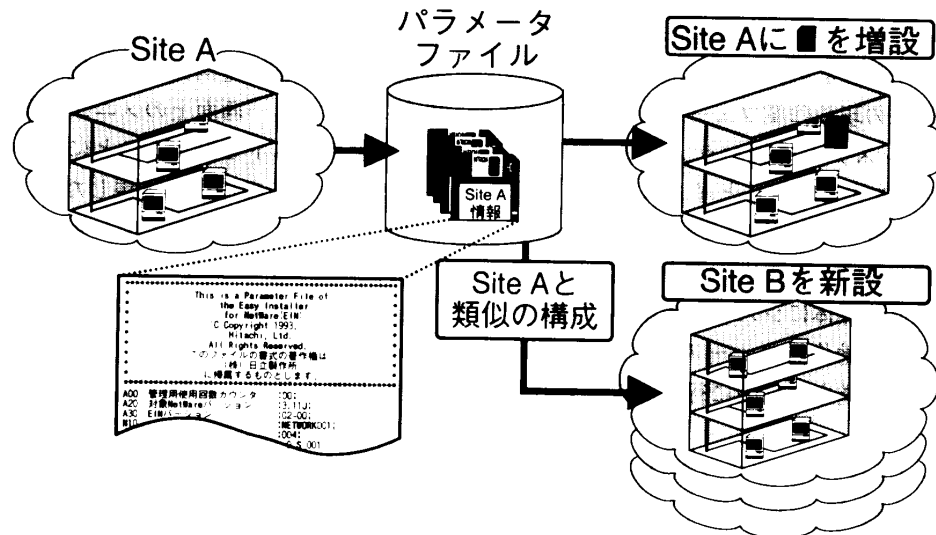 Site A
パラメータ
ファイル
Site Aに を増設
Site A
情報
Site Aと
類似の構成
Site Bを新設
This is a Parameter File of
the Easy Installer
for NetWare(EIN)
C Copyright 1993,
Hitachi, Ltd.
All Rights Reserved.
このファイルの書式の著作権は
(株) 日立製作所
に帰属するものとします
A00 管理用使用回数カウンタ :00:
A20 対象NetWareバージョン :3.11J:
A30 EINバージョン :02-00:
N10 :NETWORK001:
:004:
S_001